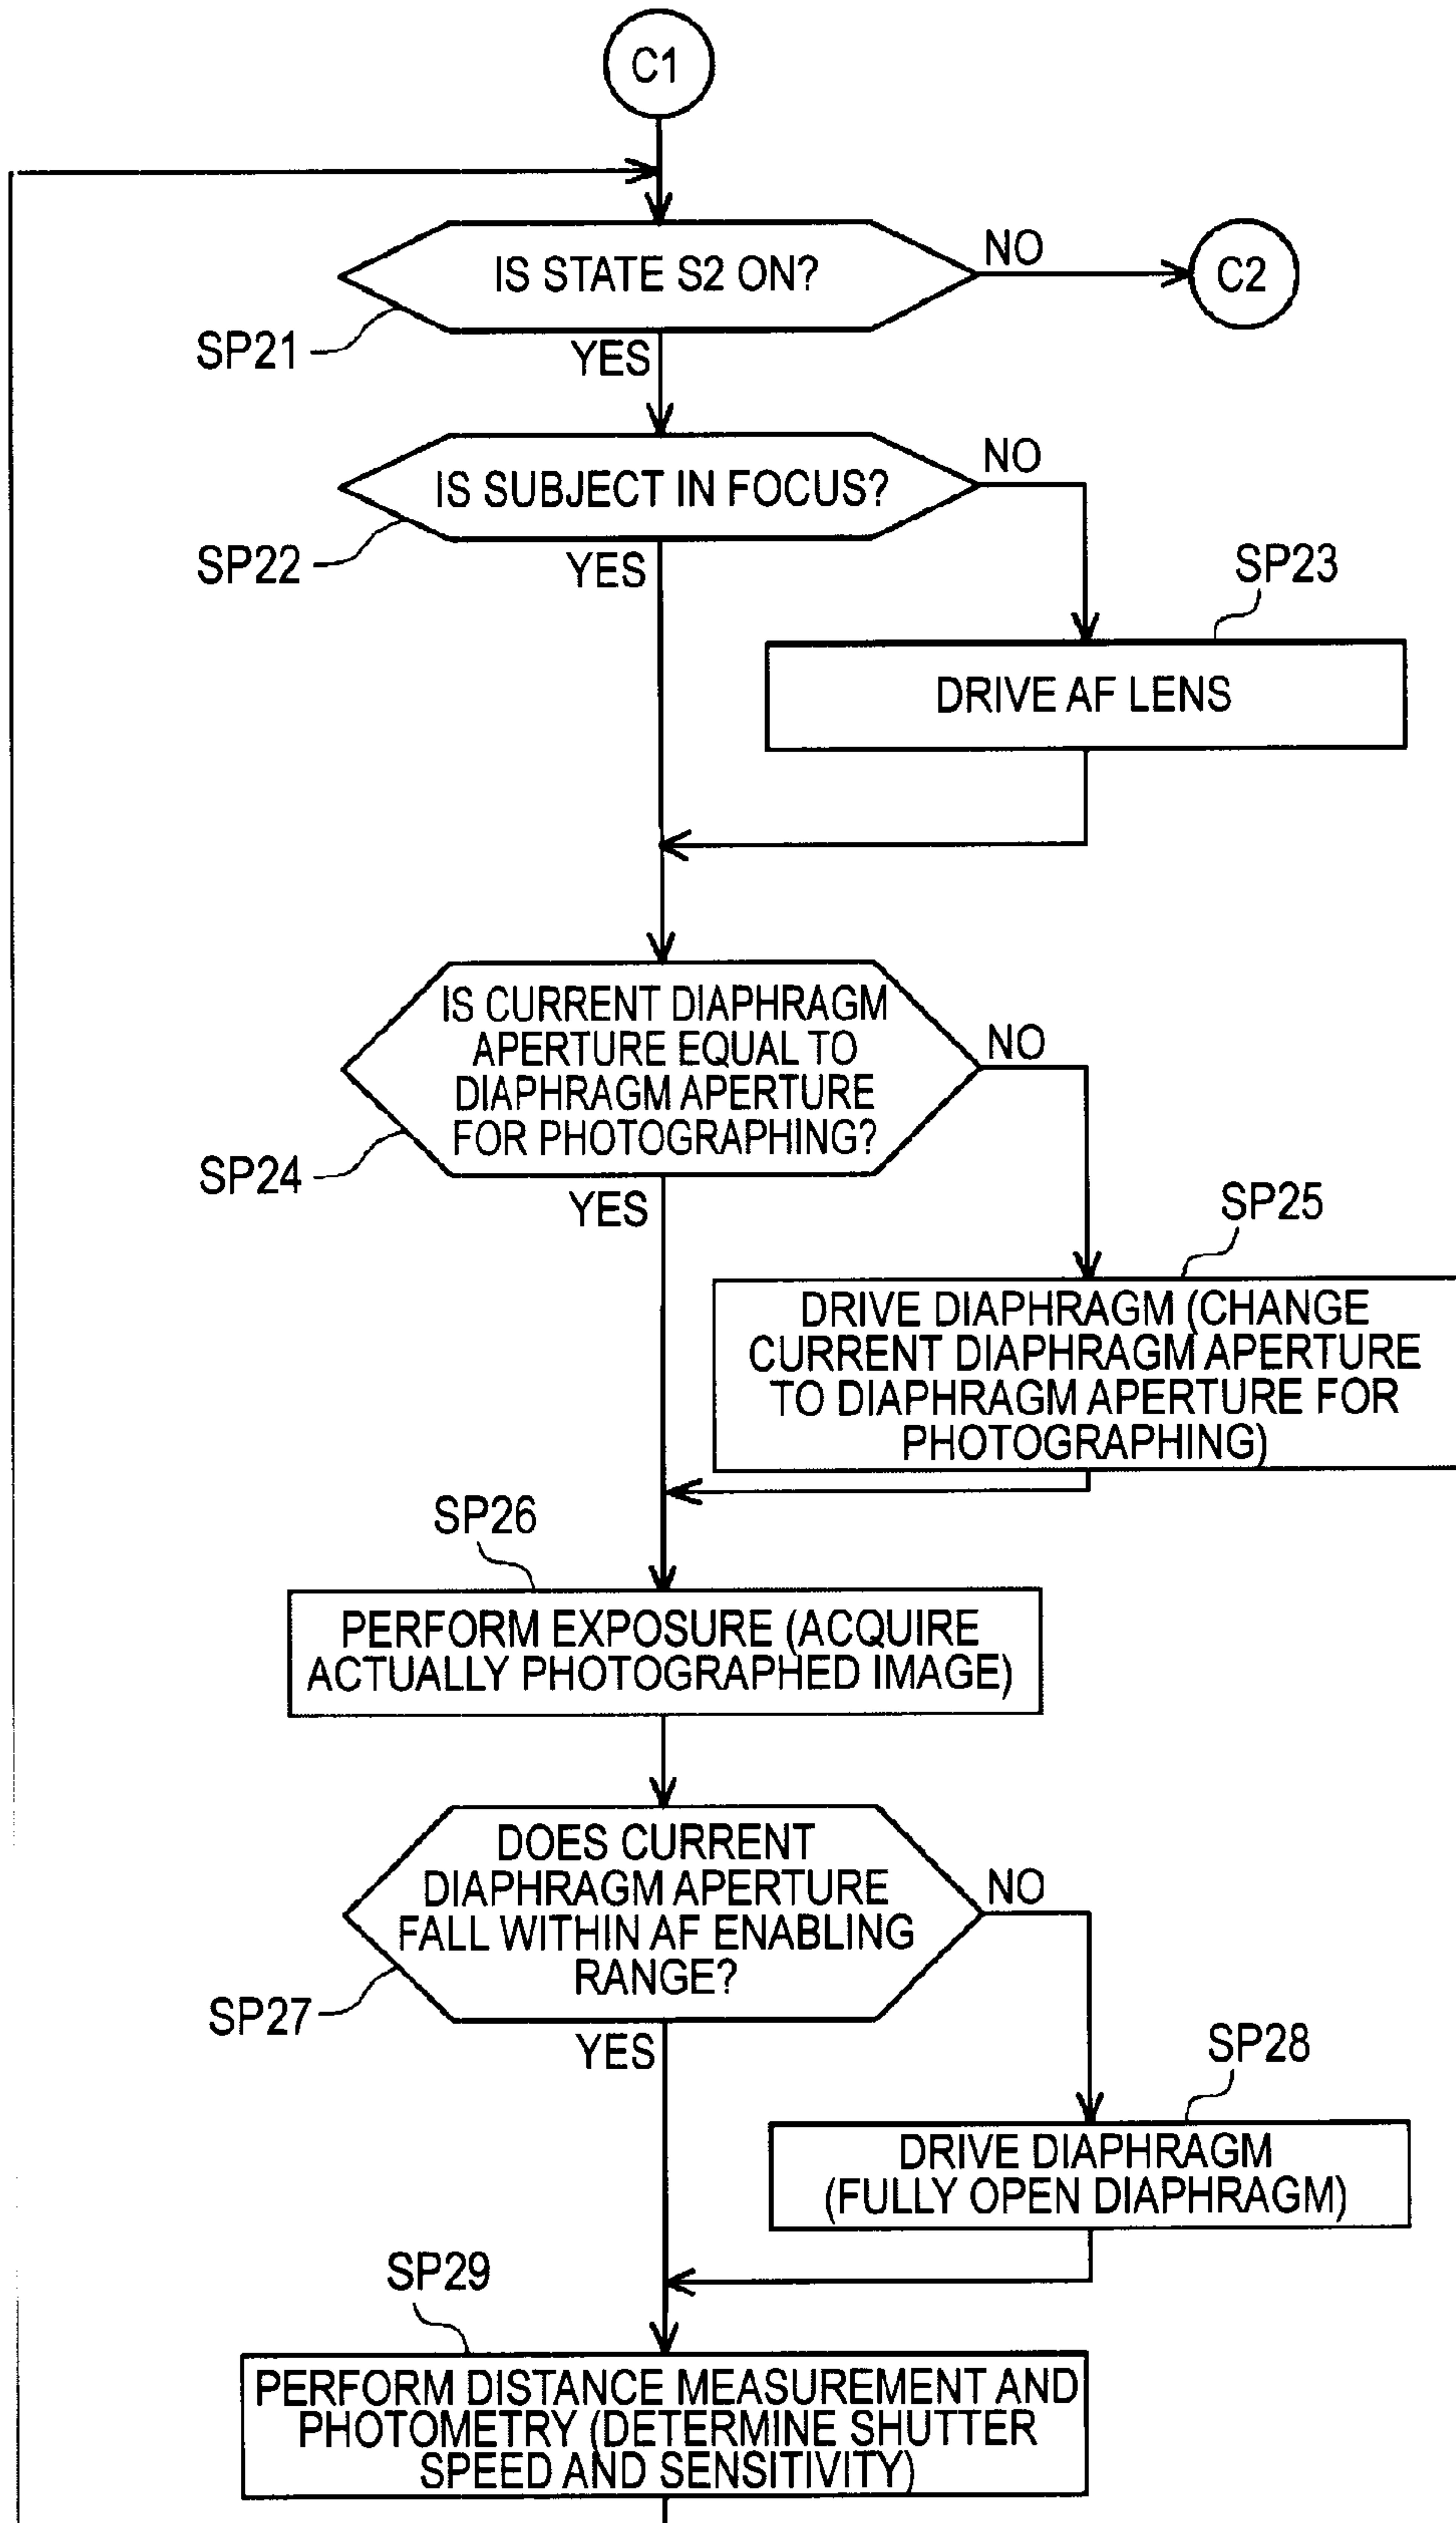 C1
IS STATE S2 ON?
NO
C2
SP21
YES
IS SUBJECT IN FOCUS?
NO
SP22
YES
SP23
DRIVE AF LENS
IS CURRENT DIAPHRAGM
APERTURE EQUAL TO
DIAPHRAGM APERTURE
FOR PHOTOGRAPHING?
NO
SP24
YES
SP25
DRIVE DIAPHRAGM (CHANGE
CURRENT DIAPHRAGM APERTURE
TO DIAPHRAGM APERTURE FOR
PHOTOGRAPHING)
SP26
PERFORM EXPOSURE (ACQUIRE
ACTUALLY PHOTOGRAPHED IMAGE)
DOES CURRENT
DIAPHRAGM APERTURE
FALL WITHIN AF ENABLING
RANGE?
NO
SP27
YES
SP28
DRIVE DIAPHRAGM
(FULLY OPEN DIAPHRAGM)
SP29
PERFORM DISTANCE MEASUREMENT AND
PHOTOMETRY (DETERMINE SHUTTER
SPEED AND SENSITIVITY)